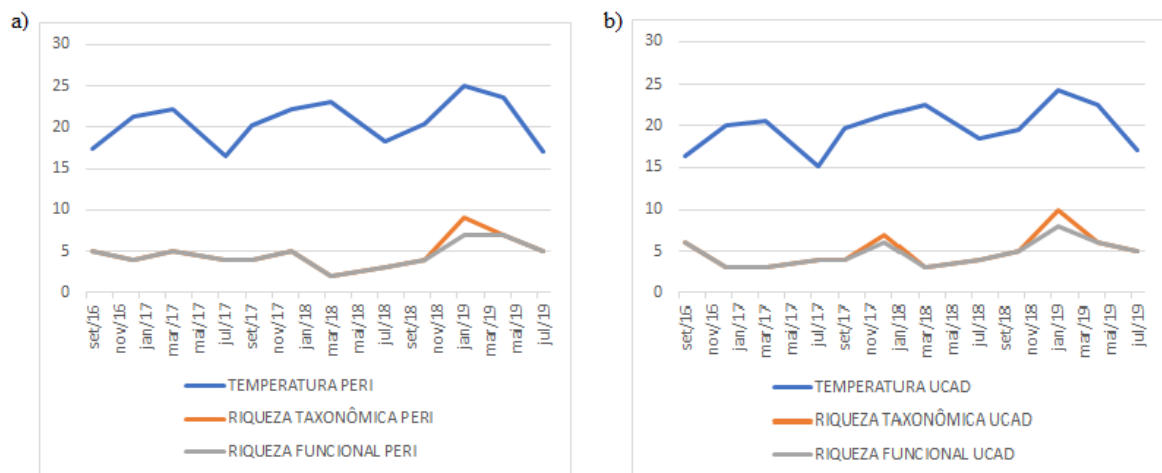 a)
30
25
20
15
10
5
0
set/16
nov/16
jan/17
mar/17
mai/17
jul/17
set/17
nov/17
jan/18
mar/18
mai/18
jul/18
set/18
nov/18
jan/19
mar/19
mai/19
jul/19
TEMPERATURA PERI
RIQUEZA TAXONÔMICA PERI
RIQUEZA FUNCIONAL PERI
b)
30
25
20
15
10
5
0
set/16
nov/16
jan/17
mar/17
mai/17
jul/17
set/17
nov/17
jan/18
mar/18
mai/18
jul/18
set/18
nov/18
jan/19
mar/19
mai/19
jul/19
TEMPERATURA UCAD
RIQUEZA TAXONÔMICA UCAD
RIQUEZA FUNCIONAL UCAD